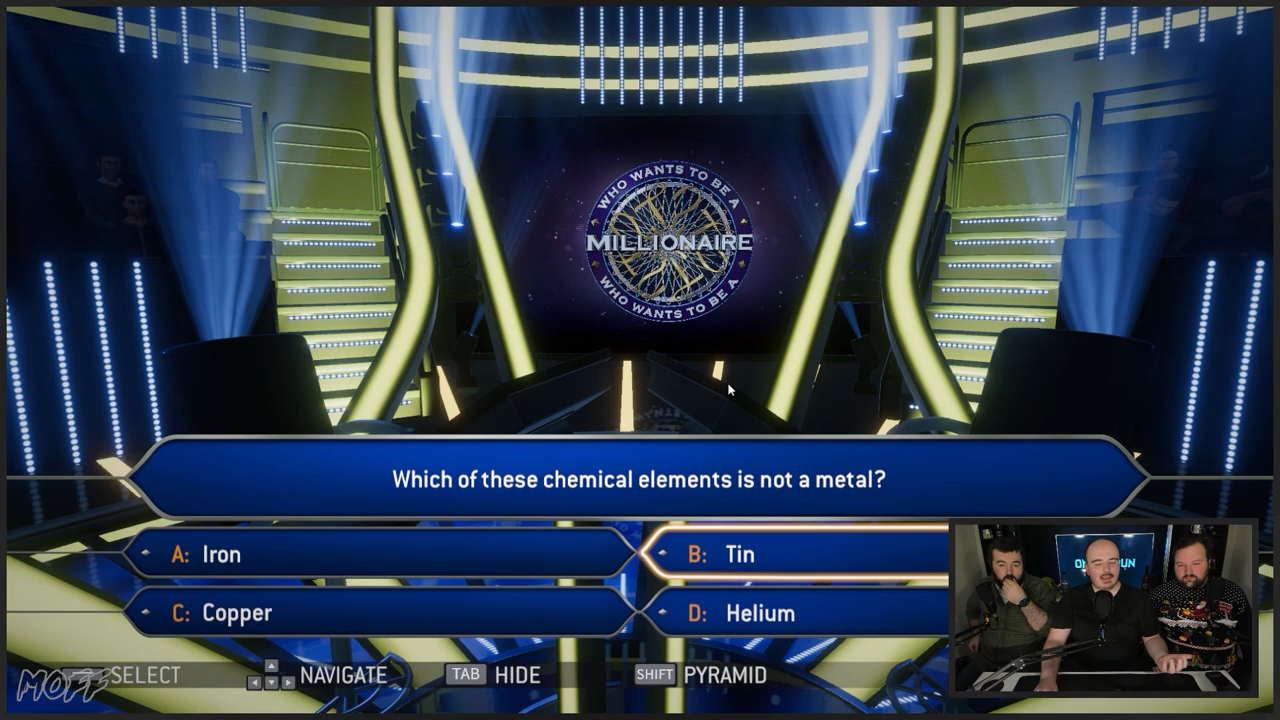 WHO WANTS TO BE A
MILLIONAIRE
WHO WANTS TO BE A
Which of these chemical elements is not a metal?
A: Iron
B: Tin
C: Copper
D: Helium
SELECT
NAVIGATE
TAB HIDE
SHIFT PYRAMID
MOFF